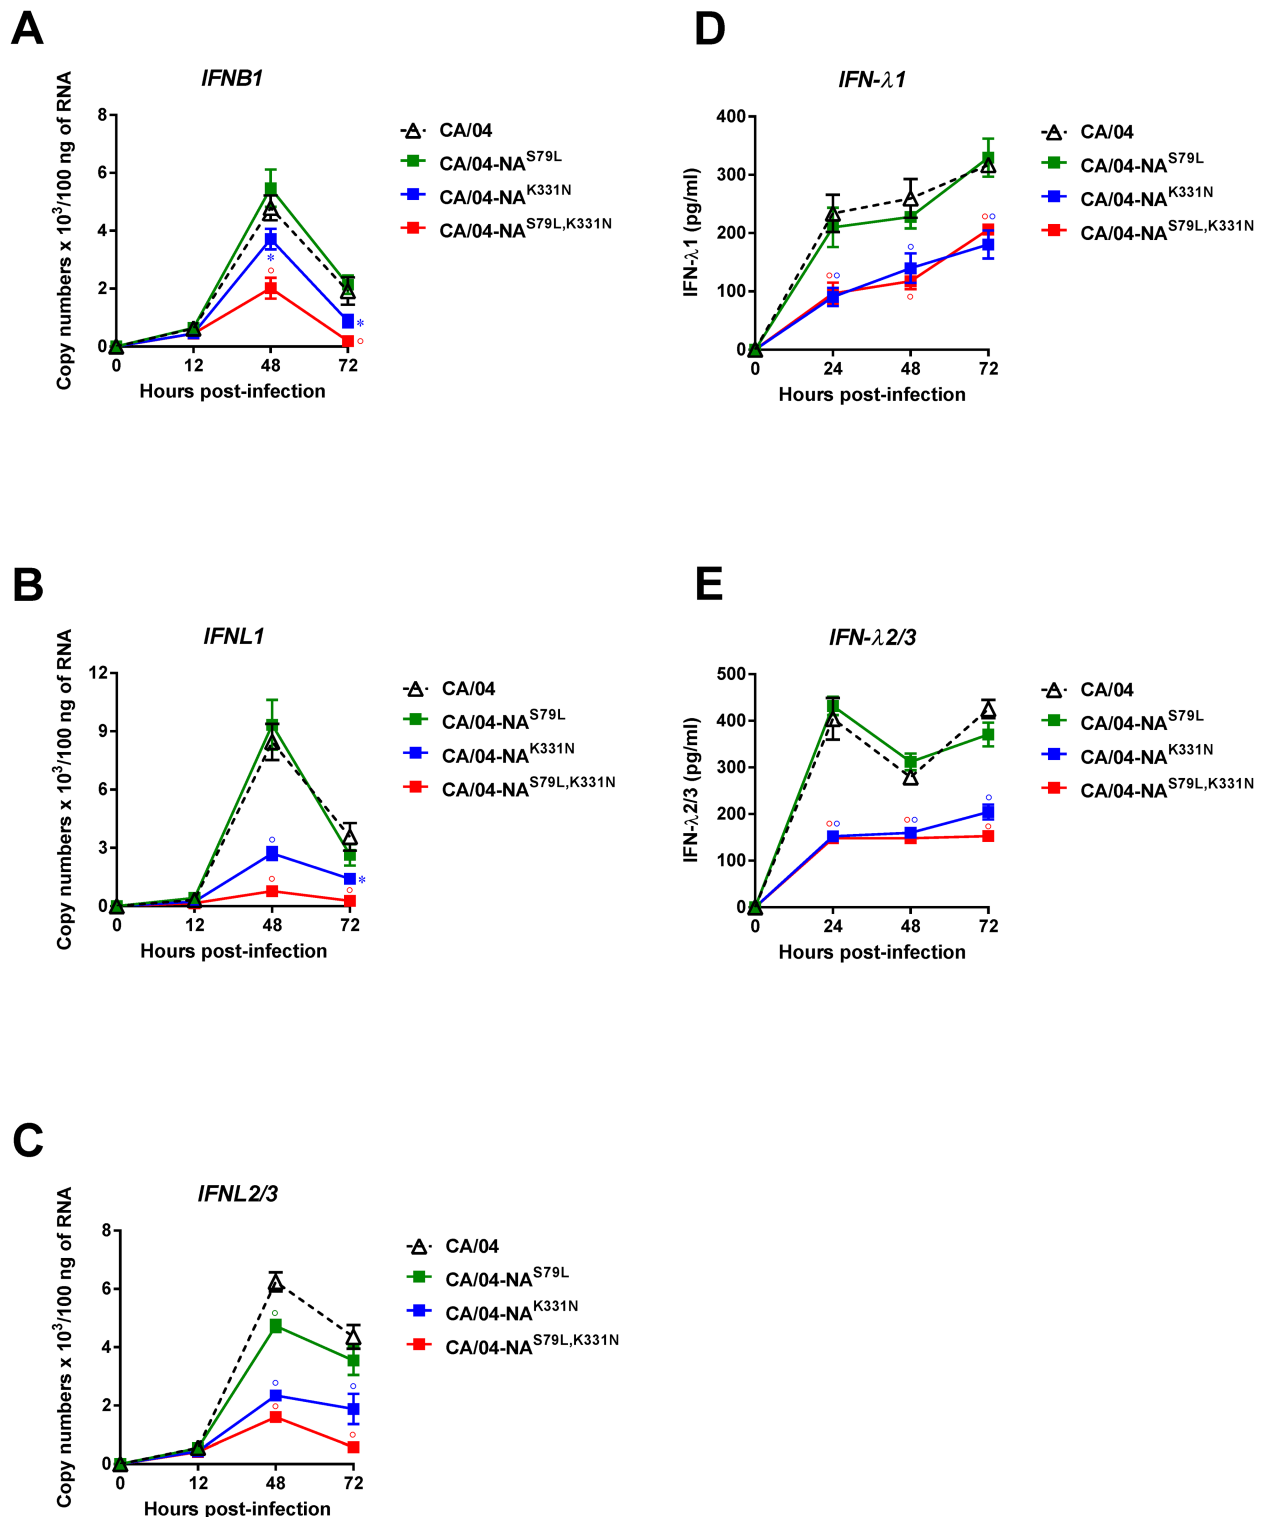 A
IFNB1
Copy numbers x 10³/100 ng of RNA
8
6
4
2
0
0 12 48 72
Hours post-infection
CA/04
CA/04-NA^S79L
CA/04-NA^K331N
CA/04-NA^S79L,K331N
*
*
D
IFN-λ1
IFN-λ1 (pg/ml)
400
300
200
100
0
0 24 48 72
Hours post-infection
CA/04
CA/04-NA^S79L
CA/04-NA^K331N
CA/04-NA^S79L,K331N
B
IFNL1
Copy numbers x 10³/100 ng of RNA
12
9
6
3
0
0 12 48 72
Hours post-infection
CA/04
CA/04-NA^S79L
CA/04-NA^K331N
CA/04-NA^S79L,K331N
*
E
IFN-λ2/3
IFN-λ2/3 (pg/ml)
500
400
300
200
100
0
0 24 48 72
Hours post-infection
CA/04
CA/04-NA^S79L
CA/04-NA^K331N
CA/04-NA^S79L,K331N
C
IFNL2/3
Copy numbers x 10³/100 ng of RNA
8
6
4
2
0
0 12 48 72
Hours post-infection
CA/04
CA/04-NA^S79L
CA/04-NA^K331N
CA/04-NA^S79L,K331N